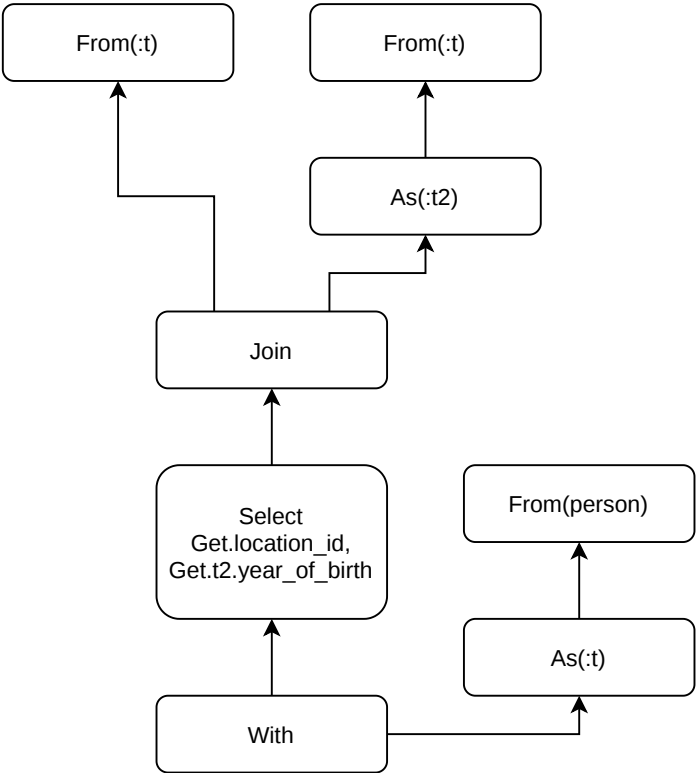 From(:t)
From(:t)
As(:t2)
Join
Select
Get.location_id,
Get.t2.year_of_birth
From(person)
As(:t)
With